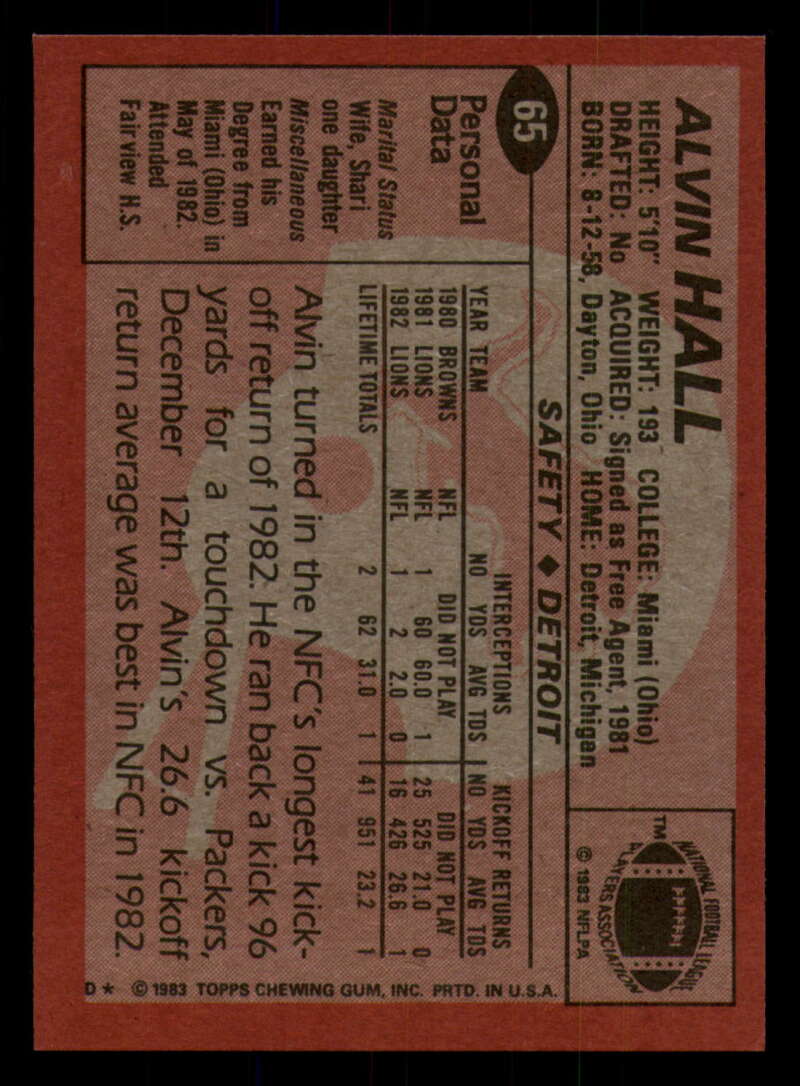 ALVIN HALL
HEIGHT: 5'10" WEIGHT: 193 COLLEGE: Miami (Ohio)
DRAFTED: No ACQUIRED: Signed as Free Agent, 1981
BORN: 8-12-58, Dayton, Ohio HOME: Detroit, Michigan
NATIONAL FOOTBALL LEAGUE
PLAYERS ASSOCIATION
TM
© 1983 NFLPA
65
SAFETY ♦ DETROIT
Personal
Data
Marital Status
Wife, Shari
one daughter
Miscellaneous
Earned his
Degree from
Miami (Ohio) in
May of 1982.
Attended
Fairview H.S.
INTERCEPTIONS KICKOFF RETURNS
YEAR TEAM NO YDS AVG TDS NO YDS AVG TDS
1980 BROWNS NFL DID NOT PLAY DID NOT PLAY
1981 LIONS NFL 1 60 60.0 1 25 525 21.0 0
1982 LIONS NFL 1 2 2.0 0 16 426 26.6 1
LIFETIME TOTALS 2 62 31.0 1 41 951 23.2 1
Alvin turned in the NFC's longest kick-
off return of 1982. He ran back a kick 96
yards for a touchdown vs. Packers,
December 12th. Alvin's 26.6 kickoff
return average was best in NFC in 1982.
D* © 1983 TOPPS CHEWING GUM, INC. PRTD. IN U.S.A.